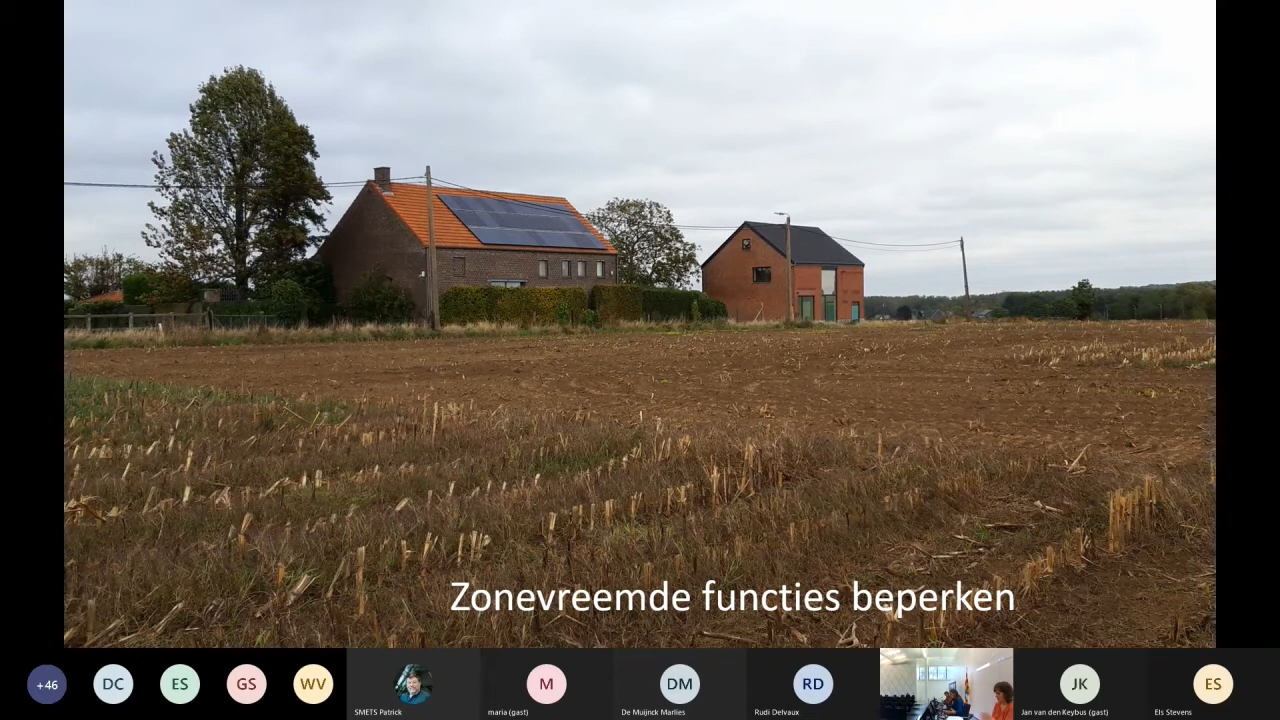 Zonevreemde functies beperken
+46
DC
ES
GS
WV
SMETS Patrick
M
maria (gast)
DM
De Muijnck Marlies
RD
Rudi Delvaux
JK
Jan van den Keybus (gast)
ES
Els Stevens